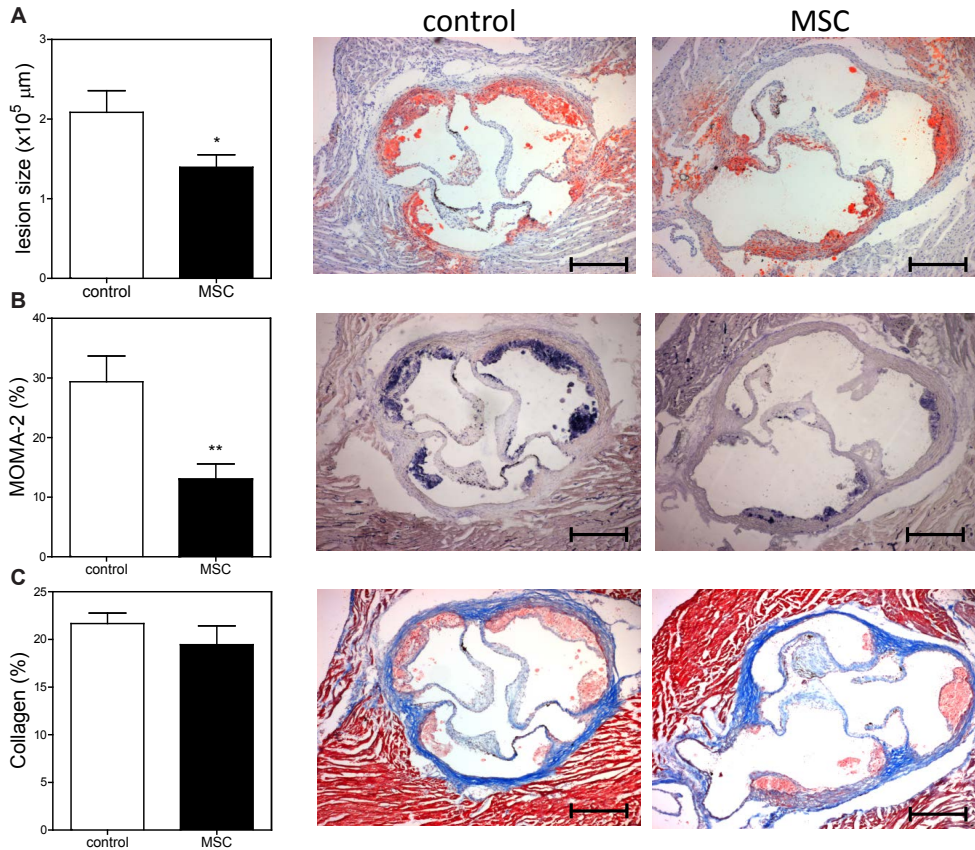 A
control
MSC
lesion size (x10⁵ µm)
3
2
1
0
*
control
MSC
B
MOMA-2 (%)
40
30
20
10
0
**
control
MSC
C
Collagen (%)
25
20
15
10
5
0
control
MSC